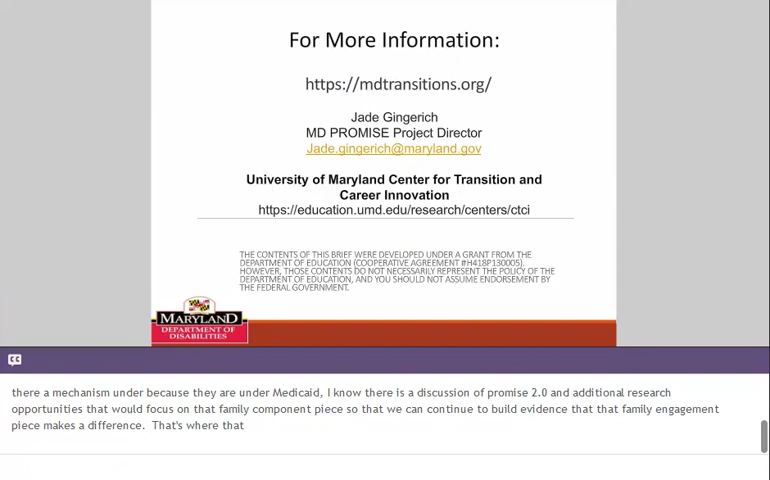 For More Information:
https://mdtransitions.org/
Jade Gingerich
MD PROMISE Project Director
Jade.gingerich@maryland.gov
University of Maryland Center for Transition and
Career Innovation
https://education.umd.edu/research/centers/ctci
THE CONTENTS OF THIS BRIEF WERE DEVELOPED UNDER A GRANT FROM THE
DEPARTMENT OF EDUCATION (COOPERATIVE AGREEMENT #H418P130005).
HOWEVER, THOSE CONTENTS DO NOT NECESSARILY REPRESENT THE POLICY OF THE
DEPARTMENT OF EDUCATION, AND YOU SHOULD NOT ASSUME ENDORSEMENT BY
THE FEDERAL GOVERNMENT.
MARYLAND
DEPARTMENT OF
DISABILITIES
CC
there a mechanism under because they are under Medicaid, I know there is a discussion of promise 2.0 and additional research
opportunities that would focus on that family component piece so that we can continue to build evidence that that family engagement
piece makes a difference.  That's where that